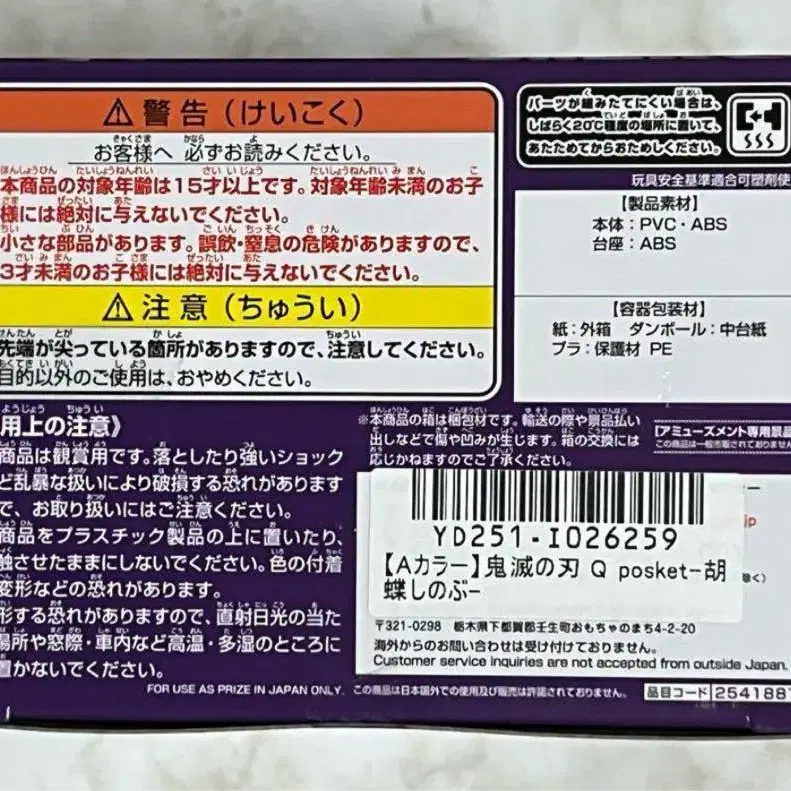 ⚠警告(けいこく)
お客様へ 必ずお読みください。
本商品の対象年齢は15才以上です。対象年齢未満のお子
様には絶対に与えないでください。
小さな部品があります。誤飲・窒息の危険がありますので、
3才未満のお子様には絶対に与えないでください。
⚠注意(ちゅうい)
先端が尖っている箇所がありますので、注意してください。
目的以外のご使用は、おやめください。
用上の注意》
商品は観賞用です。落としたり強いショック
ど乱暴な扱いにより破損する恐れがあります
で、お取り扱いにはご注意ください。
商品をプラスチック製品の上に置いたり、
触させたままにしないでください。色の付着
変形などの恐れがあります。
形する恐れがありますので、直射日光の当た
場所や窓際・車内など高温・多湿のところに
置かないでください。
パーツが組みたてにくい場合は、
しばらく20℃程度の場所に置いて、
あたためてからおためしください。
玩具安全基準適合可塑剤使
【製品素材】
本体:PVC・ABS
台座:ABS
【容器包装材】
紙:外箱 ダンボール:中台紙
プラ:保護材 PE
※本商品の箱は梱包材です。輸送の際や景品払い
出しなどで傷や凹みが生じます。箱の交換には
応じかねますのでご了承ください。
【アミューズメント専用景品
この商品は一般市販されており
ー
jp
YD251-I026259
【Aカラー】鬼滅の刃 Q posket-胡
蝶しのぶ-
除く)
〒321-0298 栃木県下都賀郡壬生町おもちゃのまち4-2-20
海外からのお問い合わせは受け付けておりません。
Customer service inquiries are not accepted from outside Japan.
FOR USE AS PRIZE IN JAPAN ONLY. この商品は日本国外での使用及び販売は許諾されておりません。
品目コード 2541887